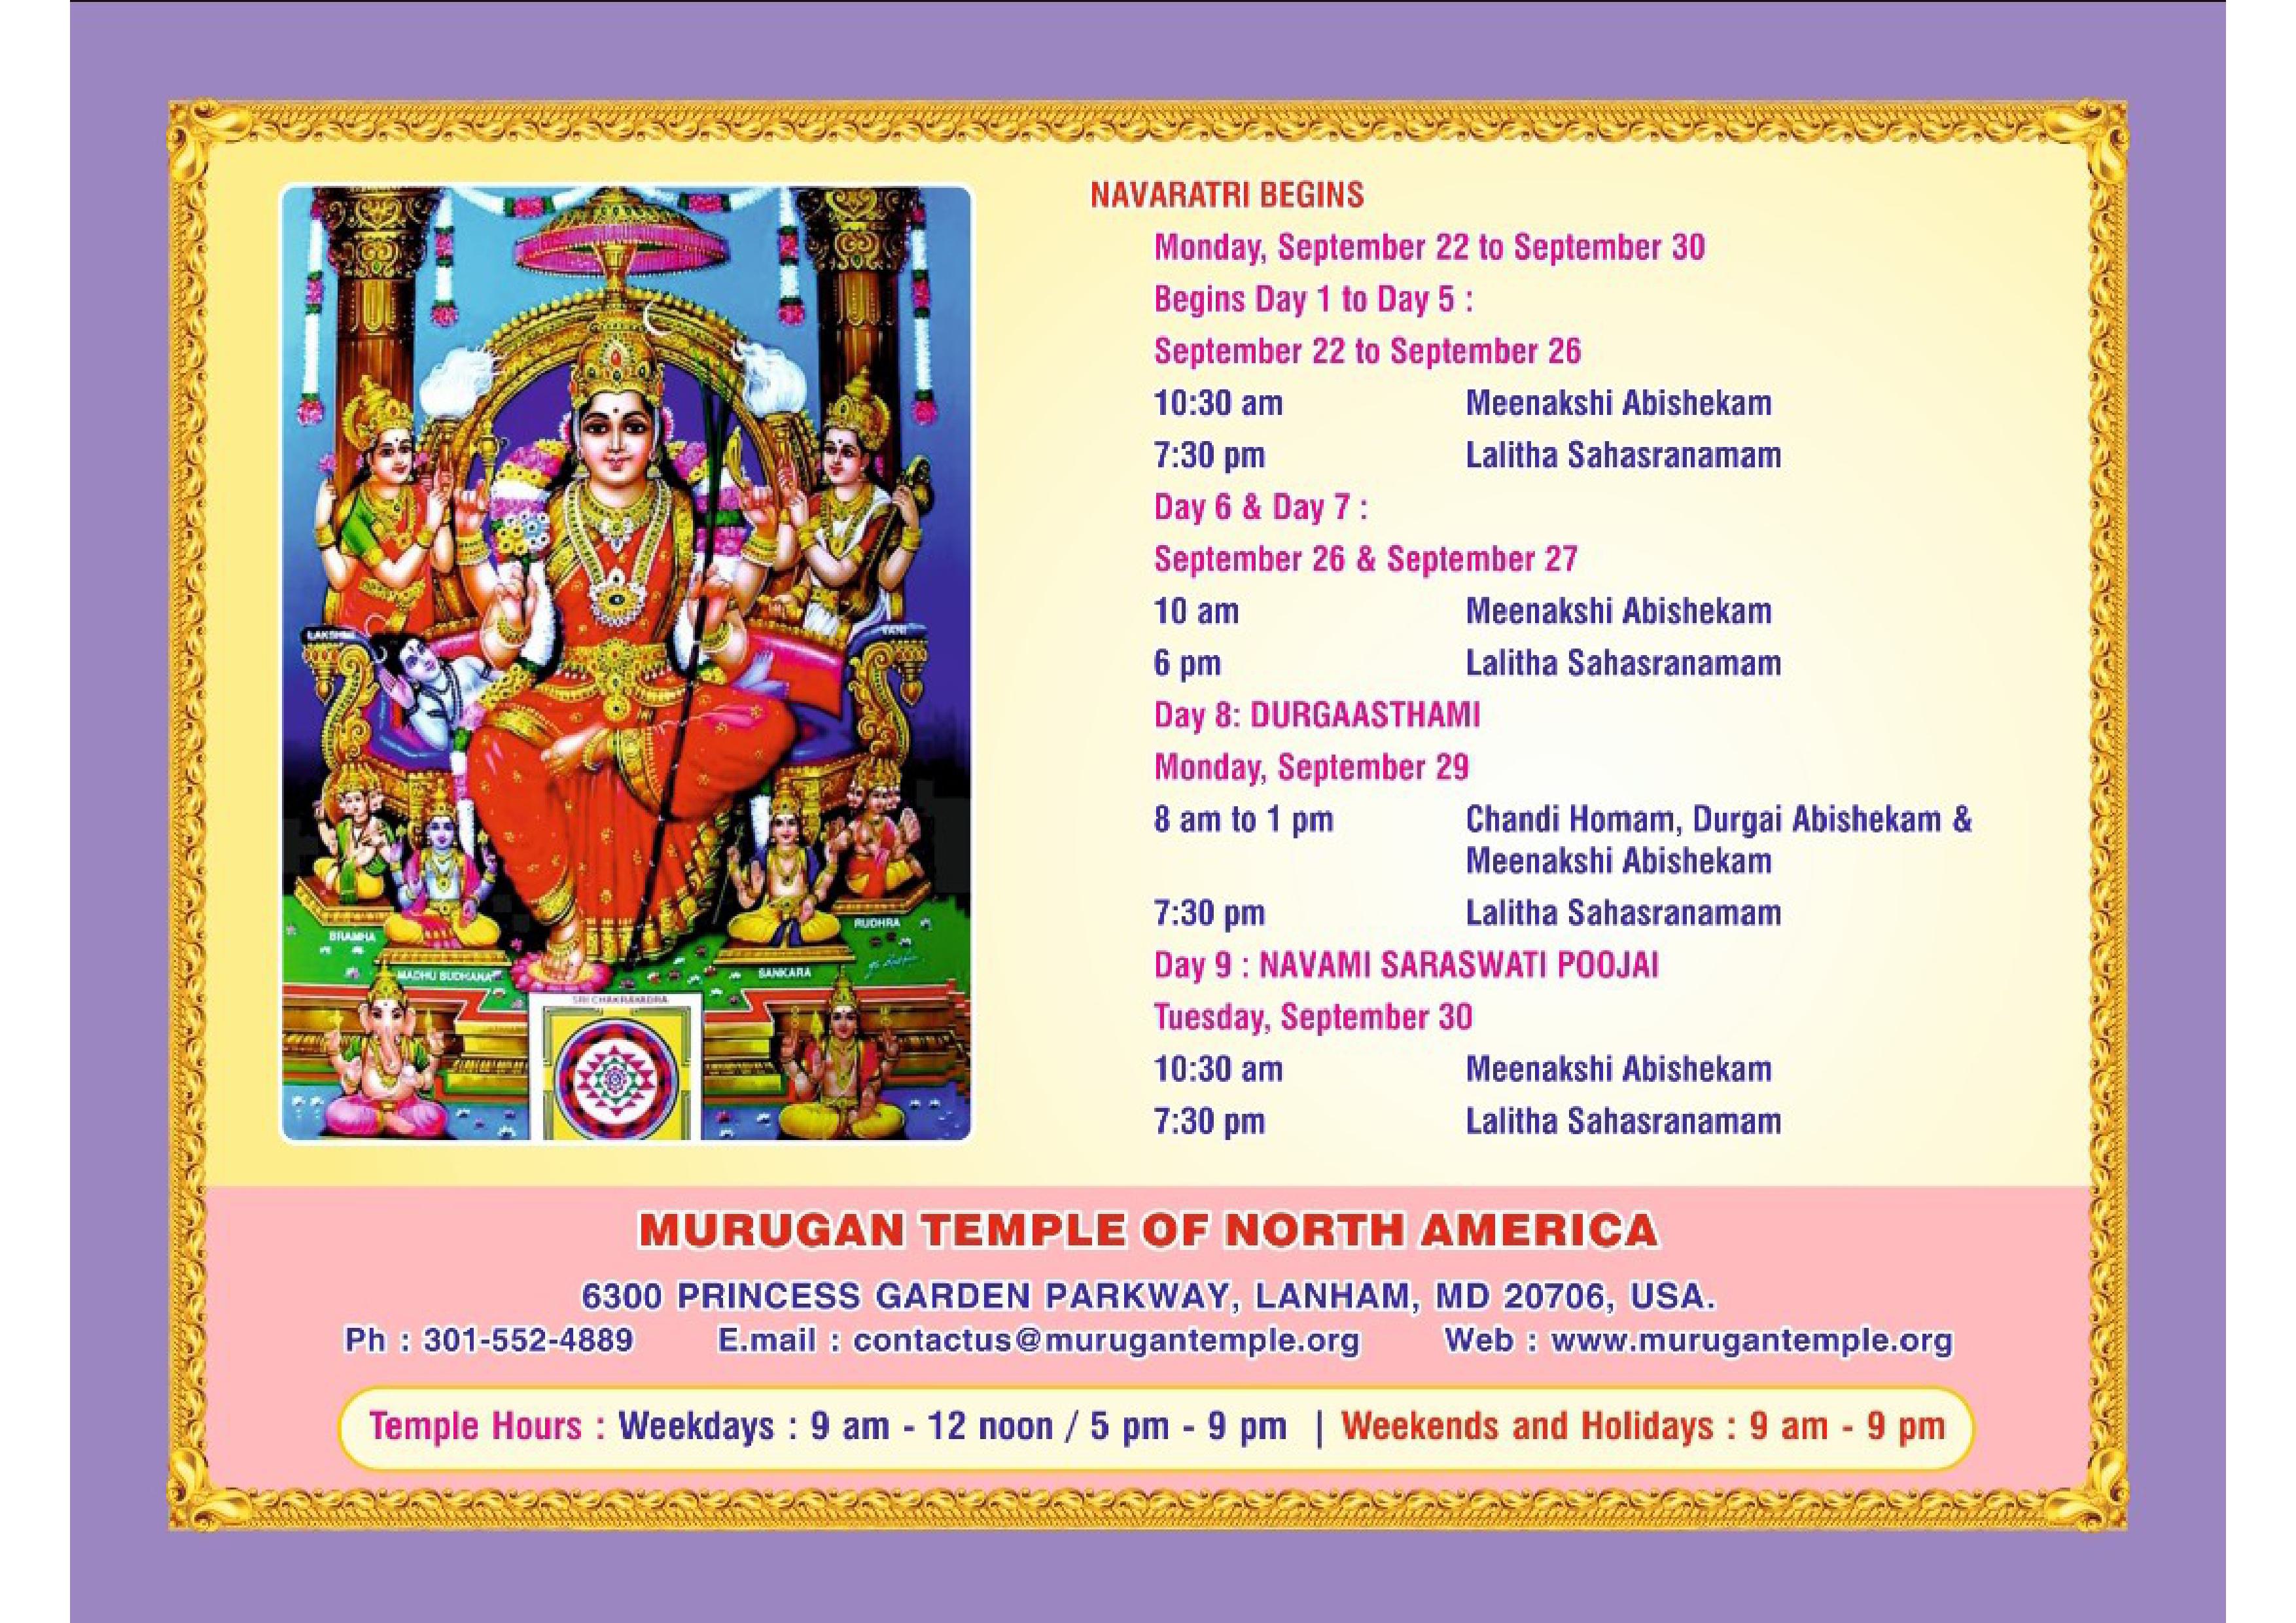 NAVARATRI BEGINS
Monday, September 22 to September 30
Begins Day 1 to Day 5 :
September 22 to September 26
10:30 am Meenakshi Abishekam
7:30 pm Lalitha Sahasranamam
Day 6 & Day 7 :
September 26 & September 27
10 am Meenakshi Abishekam
6 pm Lalitha Sahasranamam
Day 8: DURGAASTHAMI
Monday, September 29
8 am to 1 pm Chandi Homam, Durgai Abishekam &
Meenakshi Abishekam
7:30 pm Lalitha Sahasranamam
Day 9 : NAVAMI SARASWATI POOJAI
Tuesday, September 30
10:30 am Meenakshi Abishekam
7:30 pm Lalitha Sahasranamam
LAKSHMI
VANI
BRAMHA
MADHU SUDHANA
SANKARA
RUDHRA
MURUGAN TEMPLE OF NORTH AMERICA
6300 PRINCESS GARDEN PARKWAY, LANHAM, MD 20706, USA.
Ph : 301-552-4889 E.mail : contactus@murugantemple.org Web : www.murugantemple.org
Temple Hours : Weekdays : 9 am - 12 noon / 5 pm - 9 pm | Weekends and Holidays : 9 am - 9 pm